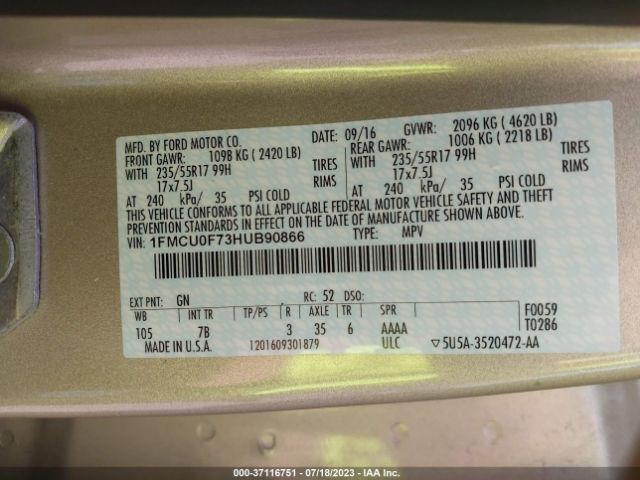 MFD. BY FORD MOTOR CO.
DATE: 09/16 GVWR: 2096 KG ( 4620 LB)
FRONT GAWR: 1098 KG ( 2420 LB)
REAR GAWR: 1006 KG ( 2218 LB)
WITH 235/55R17 99H TIRES
WITH 235/55R17 99H TIRES
17x7.5J RIMS
17x7.5J RIMS
AT 240 kPa/ 35 PSI COLD
AT 240 kPa/ 35 PSI COLD
THIS VEHICLE CONFORMS TO ALL APPLICABLE FEDERAL MOTOR VEHICLE SAFETY AND THEFT
PREVENTION STANDARDS IN EFFECT ON THE DATE OF MANUFACTURE SHOWN ABOVE.
VIN: 1FMCU0F73HUB90866 TYPE: MPV
EXT PNT: GN RC: 52 DSO:
WB INT TR TP/PS R AXLE TR SPR F0059
105 7B 3 35 6 AAAA T0286
MADE IN U.S.A. 1201609301879 ULC ▽5U5A-3520472-AA
000-37116751 / 07/18/2023 - IAA Inc.